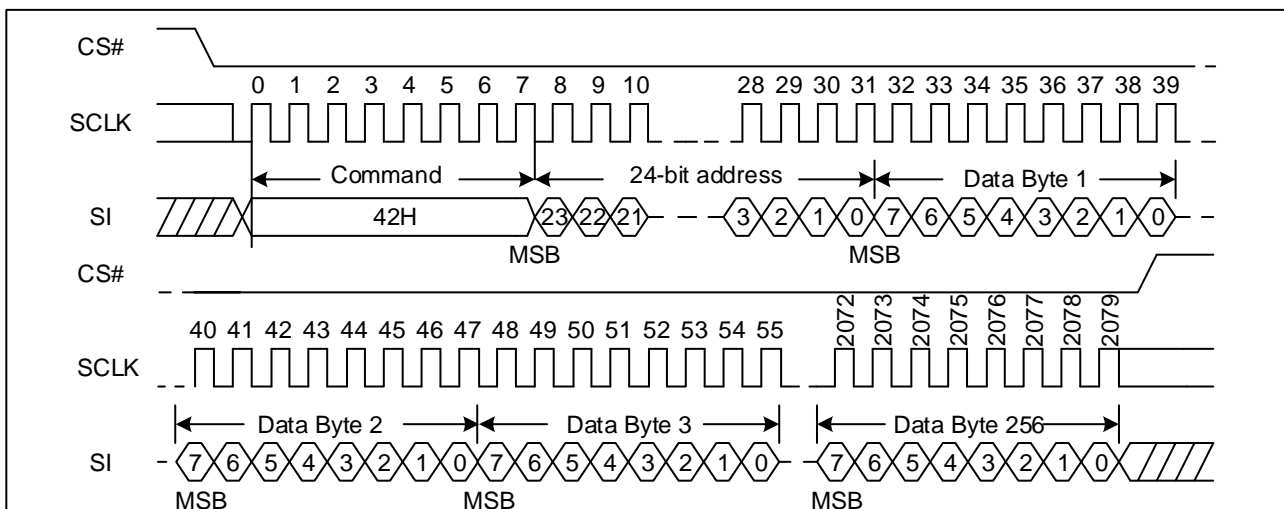 CS#
0 1 2 3 4 5 6 7 8 9 10 28 29 30 31 32 33 34 35 36 37 38 39
SCLK
Command 24-bit address Data Byte 1
SI 42H 23 22 21 3 2 1 0 7 6 5 4 3 2 1 0
MSB MSB
CS#
40 41 42 43 44 45 46 47 48 49 50 51 52 53 54 55 2072 2073 2074 2075 2076 2077 2078 2079
SCLK
Data Byte 2 Data Byte 3 Data Byte 256
SI 7 6 5 4 3 2 1 0 7 6 5 4 3 2 1 0 7 6 5 4 3 2 1 0
MSB MSB MSB